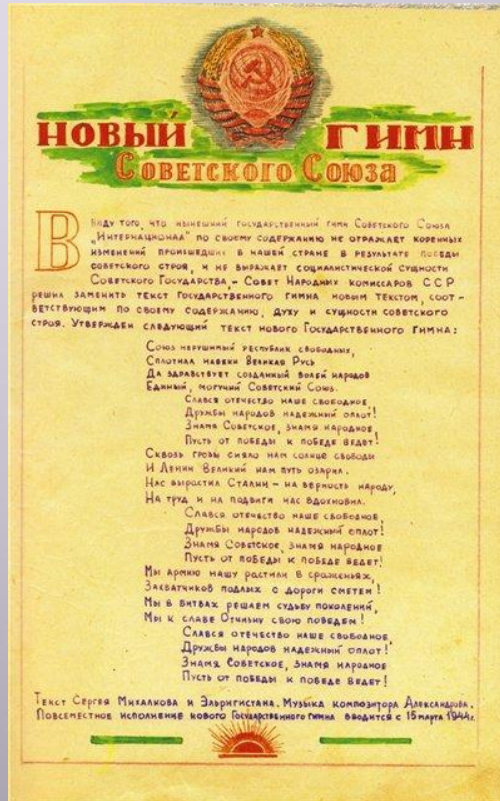 НОВЫЙ ГИМН
СОВЕТСКОГО СОЮЗА
Ввиду того, что нынешний государственный гимн Советского Союза
„Интернационал" по своему содержанию не отражает коренных
изменений происшедших в нашей стране в результате победы
советского строя, и не выражает социалистической сущности
Советского Государства, – Совет Народных комиссаров ССР
решил заменить текст Государственного гимна новым текстом, соот-
ветствующим по своему содержанию, духу и сущности советского
строя. Утвержден следующий текст нового Государственного гимна:
Союз нерушимый республик свободных,
Сплотила навеки Великая Русь
Да здравствует созданный волей народов
Единый, могучий Советский Союз.
Славься отечество наше свободное
Дружбы народов надежный оплот!
Знамя Советское, знамя народное,
Пусть от победы к победе ведет!
Сквозь грозы сияло нам солнце свободы
И Ленин Великий нам путь озарил.
Нас вырастил Сталин – на верность народу,
На труд и на подвиги нас вдохновил.
Славься отечество наше свободное,
Дружбы народов надежный оплот!
Знамя Советское, знамя народное
Пусть от победы к победе ведет!
Мы армию нашу растили в сраженьях,
Захватчиков подлых с дороги сметем!
Мы в битвах решаем судьбу поколений,
Мы к славе Отчизну свою поведем!
Славься отечество наше свободное,
Дружбы народов надежный оплот!
Знамя Советское, знамя народное
Пусть от победы к победе ведет!
Текст Сергея Михалкова и Эльригистана. Музыка композитора Александрова.
Повсеместное исполнение нового Государственного гимна вводится с 15 марта 1944г.